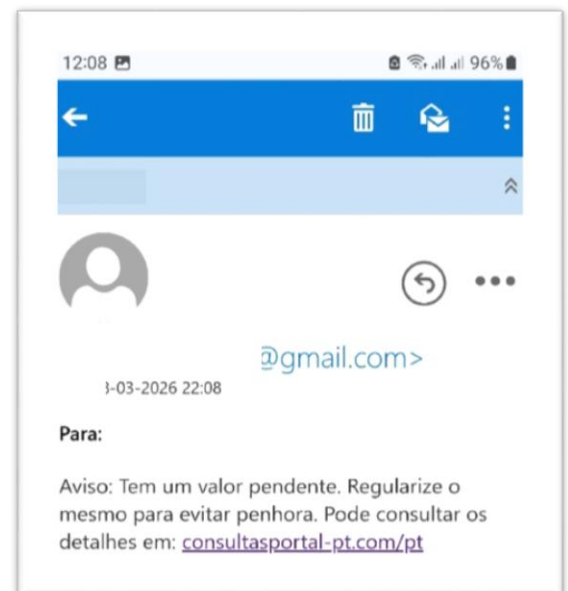 12:08
96%
@gmail.com>
-03-2026 22:08
Para:
Aviso: Tem um valor pendente. Regularize o
mesmo para evitar penhora. Pode consultar os
detalhes em: consultasportal-pt.com/pt